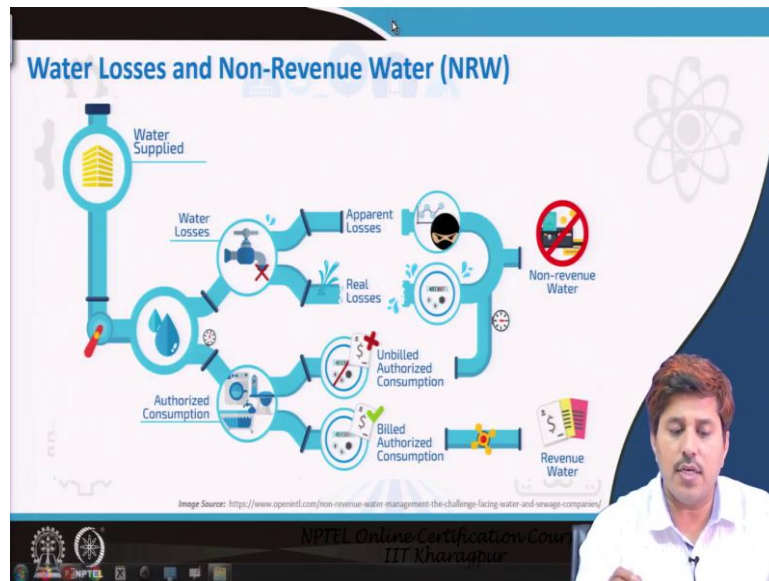 Water Losses and Non-Revenue Water (NRW)
Water
Supplied
Water
Losses
Apparent
Losses
Real
Losses
Non-revenue
Water
Authorized
Consumption
Unbilled
Authorized
Consumption
Billed
Authorized
Consumption
Revenue
Water
Image Source: https://www.openintl.com/non-revenue-water-management-the-challenge-facing-water-and-sewage-companies/
NPTEL Online Certification Cour
IIT Kharagpur
NPTEL